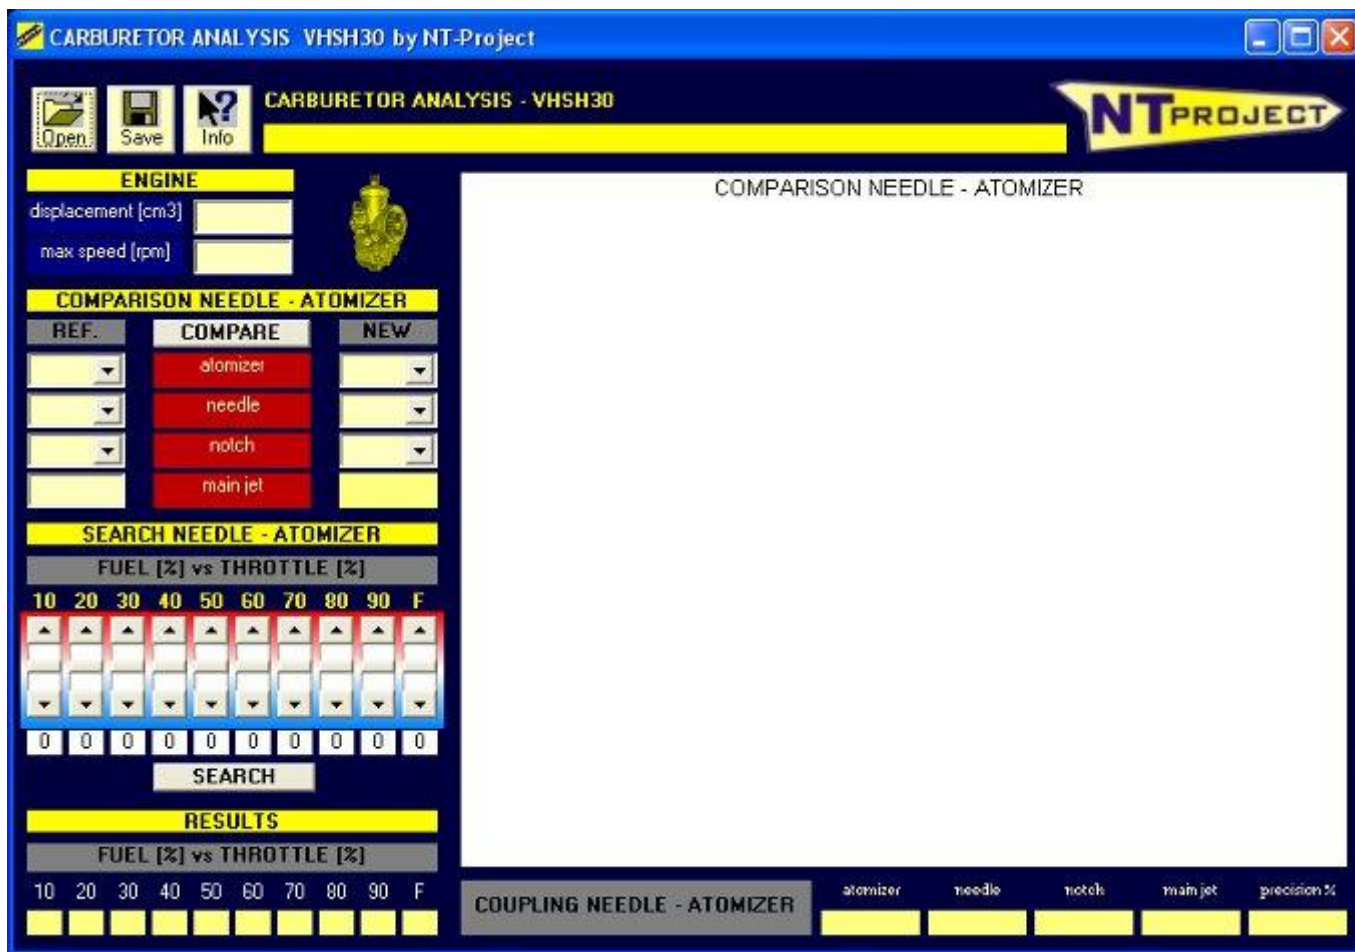 CARBURETOR ANALYSIS VHSH30 by NT-Project
Open
Save
Info
CARBURETOR ANALYSIS - VHSH30
NT PROJECT
ENGINE
displacement [cm3]
max speed [rpm]
COMPARISON NEEDLE - ATOMIZER
REF.
COMPARE
NEW
atomizer
needle
notch
main jet
SEARCH NEEDLE - ATOMIZER
FUEL [%] vs THROTTLE [%]
10 20 30 40 50 60 70 80 90 F
0 0 0 0 0 0 0 0 0 0
SEARCH
RESULTS
FUEL [%] vs THROTTLE [%]
10 20 30 40 50 60 70 80 90 F
COMPARISON NEEDLE - ATOMIZER
COUPLING NEEDLE - ATOMIZER
atomizer needle notch main jet precision %